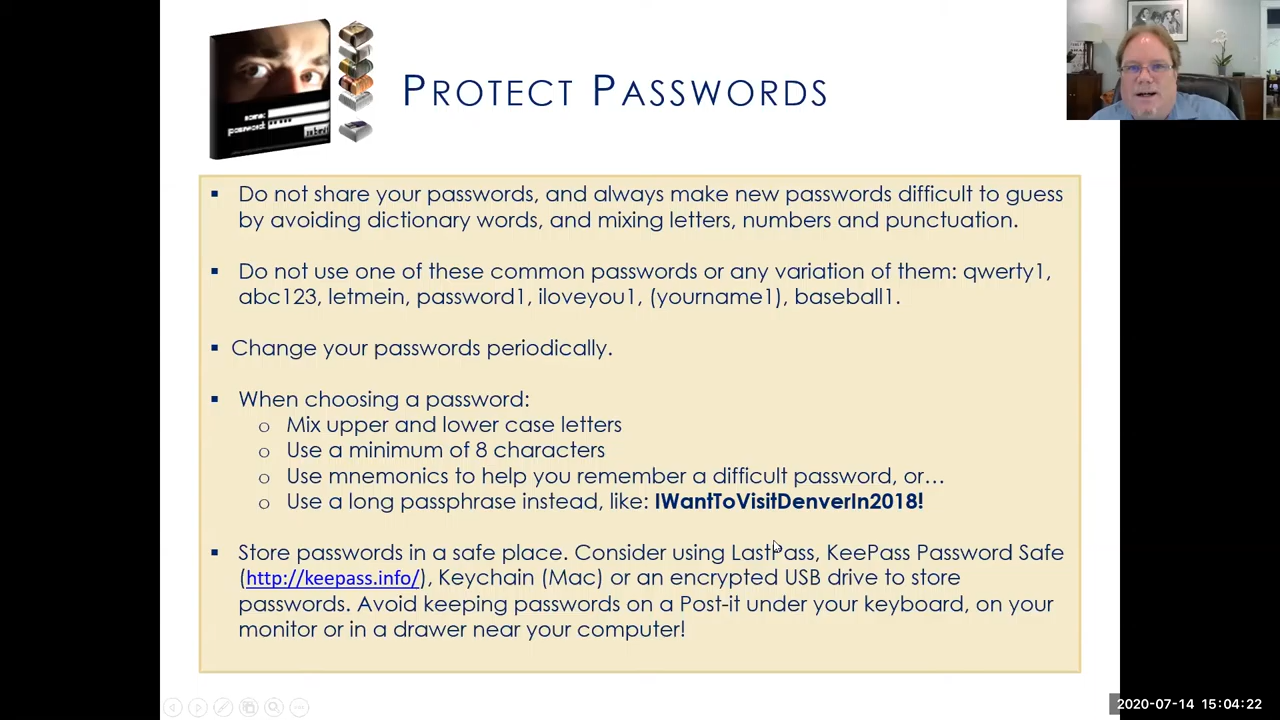 name:
password:
PROTECT PASSWORDS
▪ Do not share your passwords, and always make new passwords difficult to guess
by avoiding dictionary words, and mixing letters, numbers and punctuation.
▪ Do not use one of these common passwords or any variation of them: qwerty1,
abc123, letmein, password1, iloveyou1, (yourname1), baseball1.
▪ Change your passwords periodically.
▪ When choosing a password:
o Mix upper and lower case letters
o Use a minimum of 8 characters
o Use mnemonics to help you remember a difficult password, or…
o Use a long passphrase instead, like: IWantToVisitDenverIn2018!
▪ Store passwords in a safe place. Consider using LastPass, KeePass Password Safe
(http://keepass.info/), Keychain (Mac) or an encrypted USB drive to store
passwords. Avoid keeping passwords on a Post-it under your keyboard, on your
monitor or in a drawer near your computer!
2020-07-14 15:04:22